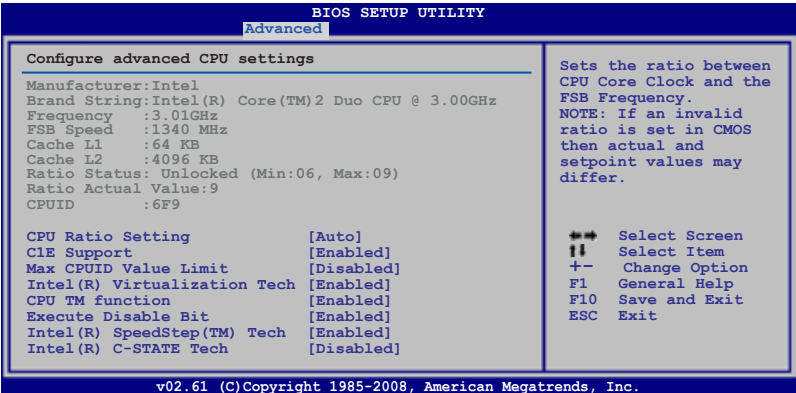 BIOS SETUP UTILITY
Advanced
Configure advanced CPU settings
Manufacturer:Intel
Brand String:Intel(R) Core(TM)2 Duo CPU @ 3.00GHz
Frequency :3.01GHz
FSB Speed :1340 MHz
Cache L1 :64 KB
Cache L2 :4096 KB
Ratio Status: Unlocked (Min:06, Max:09)
Ratio Actual Value:9
CPUID :6F9
CPU Ratio Setting [Auto]
C1E Support [Enabled]
Max CPUID Value Limit [Disabled]
Intel(R) Virtualization Tech [Enabled]
CPU TM function [Enabled]
Execute Disable Bit [Enabled]
Intel(R) SpeedStep(TM) Tech [Enabled]
Intel(R) C-STATE Tech [Disabled]
Sets the ratio between
CPU Core Clock and the
FSB Frequency.
NOTE: If an invalid
ratio is set in CMOS
then actual and
setpoint values may
differ.
←→ Select Screen
↑↓ Select Item
+- Change Option
F1 General Help
F10 Save and Exit
ESC Exit
v02.61 (C)Copyright 1985-2008, American Megatrends, Inc.